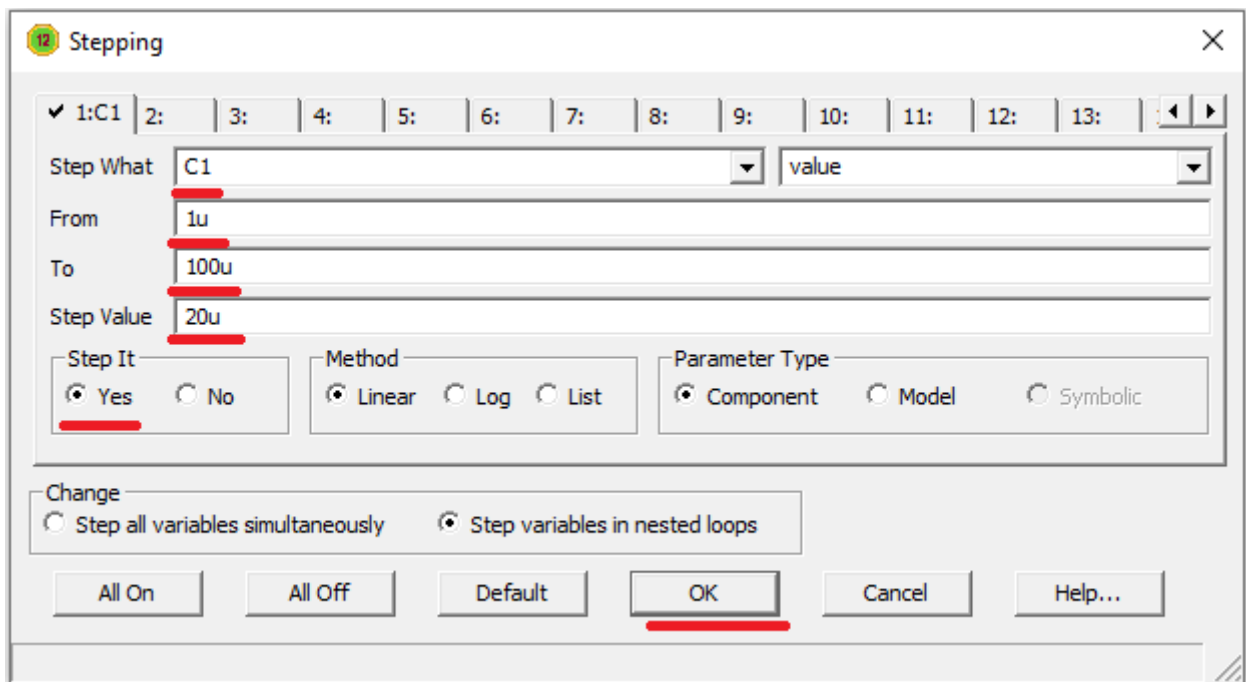 12 Stepping
1:C1 2: 3: 4: 5: 6: 7: 8: 9: 10: 11: 12: 13:
Step What C1 value
From 1u
To 100u
Step Value 20u
Step It Method Parameter Type
Yes No Linear Log List Component Model Symbolic
Change
Step all variables simultaneously Step variables in nested loops
All On All Off Default OK Cancel Help...